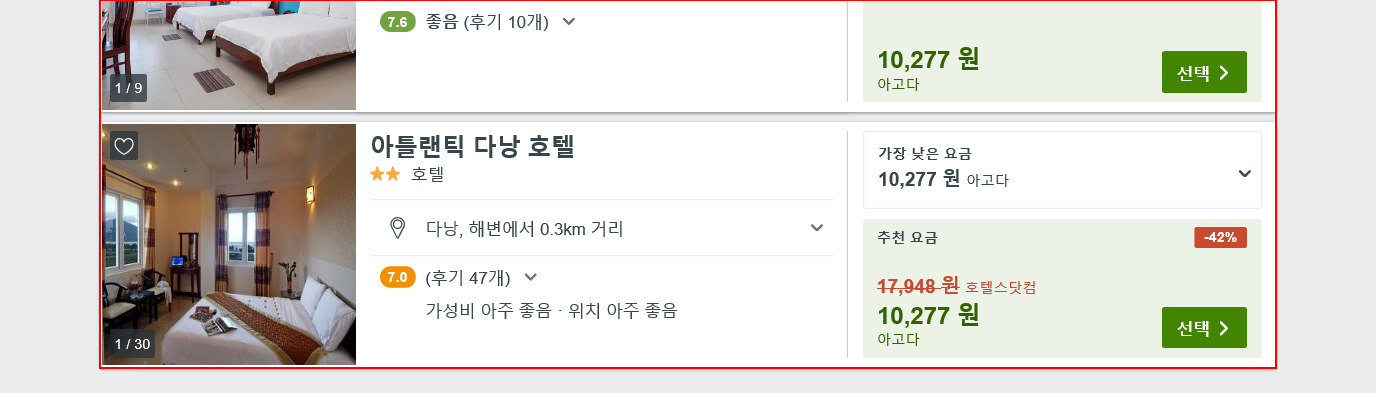 7.6 좋음 (후기 10개)
1 / 9
10,277 원
아고다
선택
아틀랜틱 다낭 호텔
호텔
다낭, 해변에서 0.3km 거리
7.0 (후기 47개)
가성비 아주 좋음 · 위치 아주 좋음
1 / 30
가장 낮은 요금
10,277 원 아고다
추천 요금
-42%
17,948 원 호텔스닷컴
10,277 원
아고다
선택